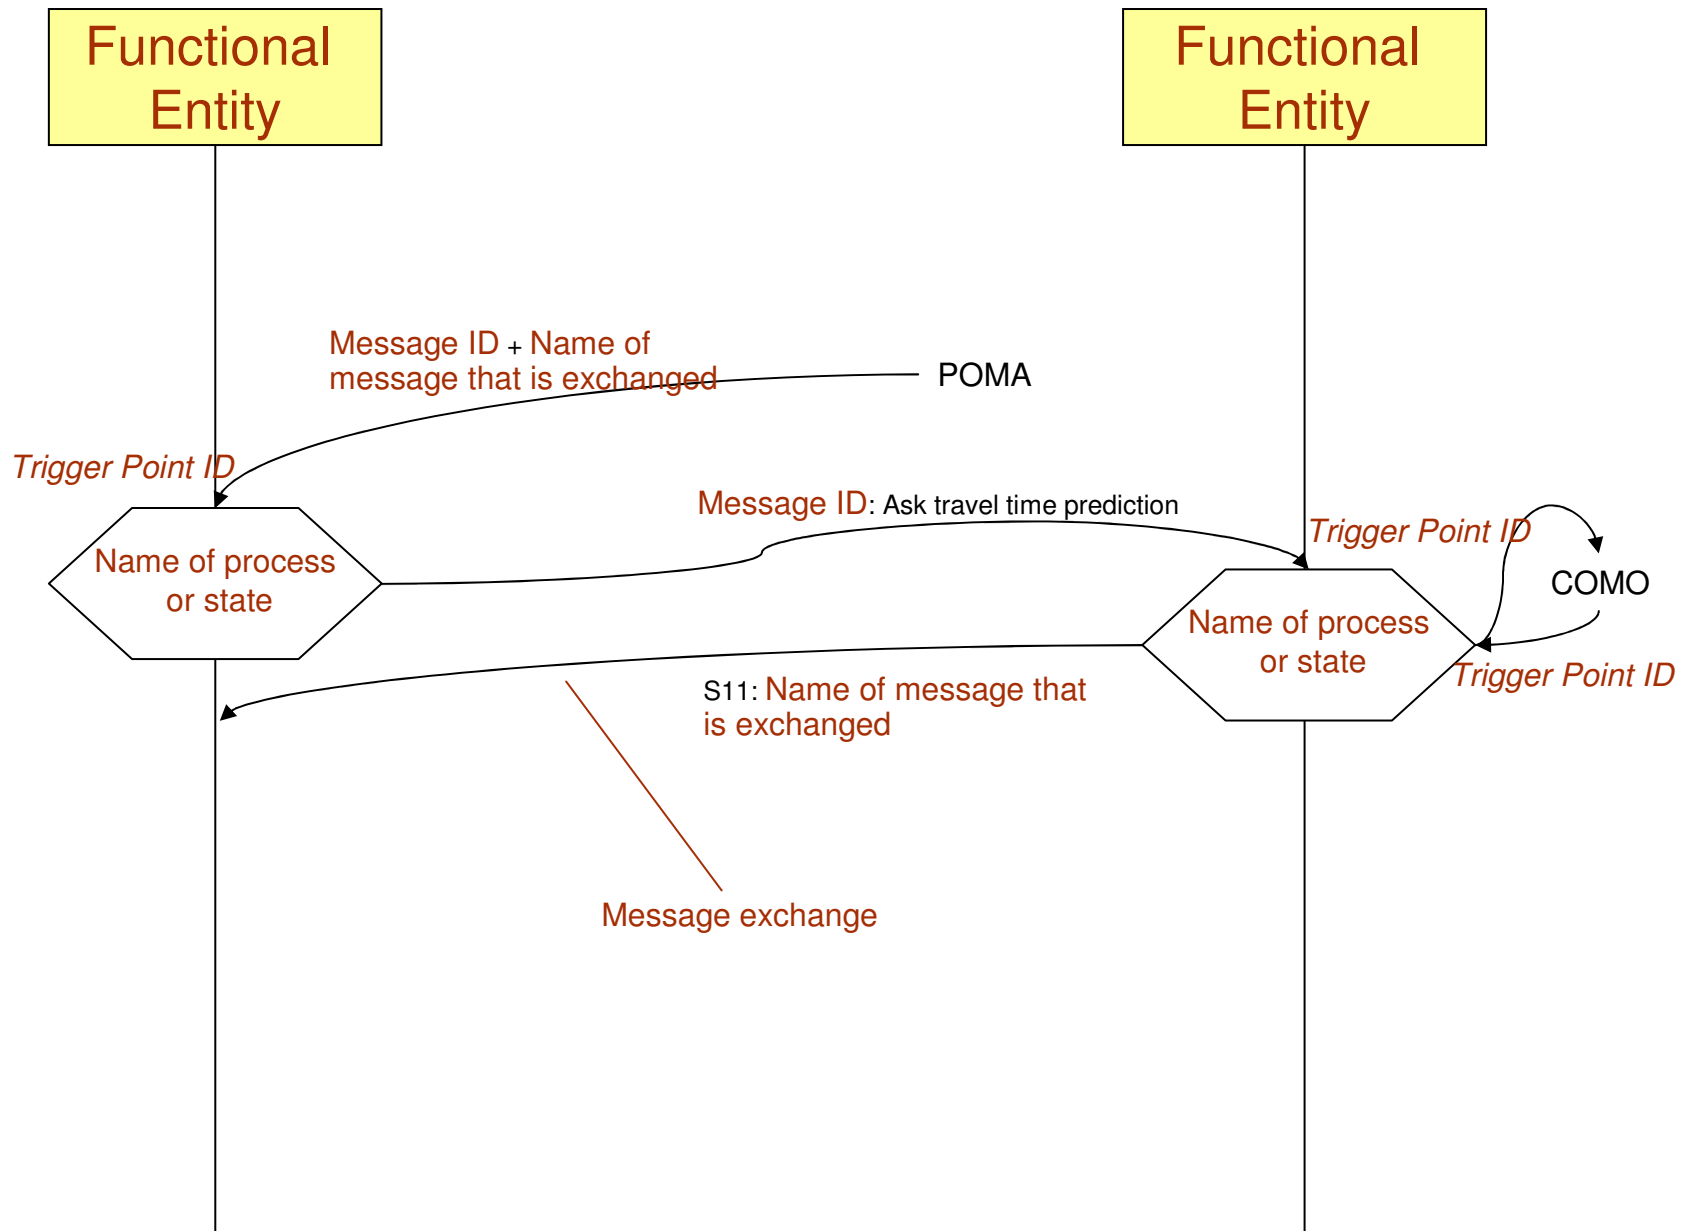 Functional
Entity
Functional
Entity
Message ID + Name of
message that is exchanged
POMA
Trigger Point ID
Message ID: Ask travel time prediction
Trigger Point ID
Name of process
or state
COMO
Name of process
or state
Trigger Point ID
S11: Name of message that
is exchanged
Message exchange